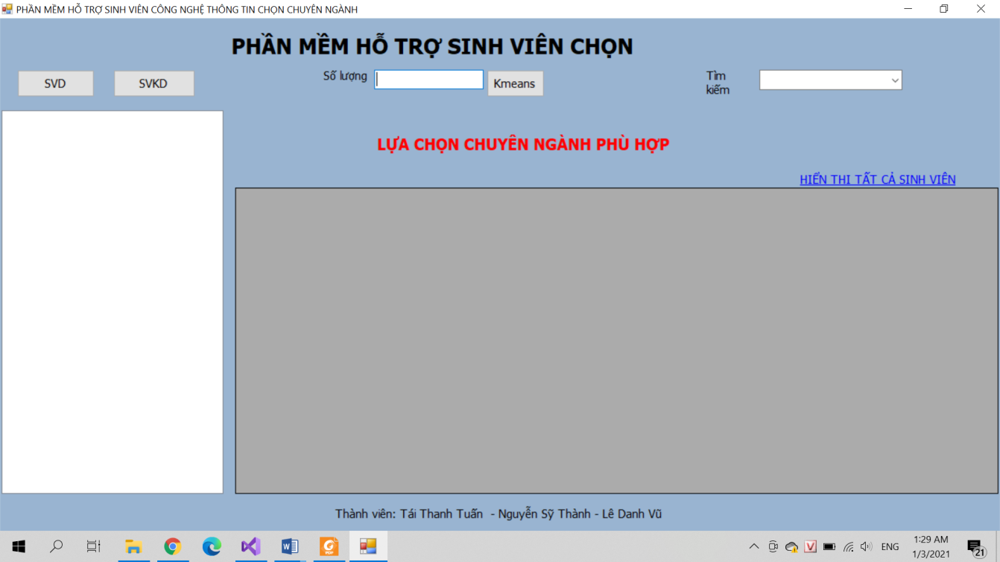 PHẦN MỀM HỖ TRỢ SINH VIÊN CÔNG NGHỆ THÔNG TIN CHỌN CHUYÊN NGÀNH
PHẦN MỀM HỖ TRỢ SINH VIÊN CHỌN
SVD
SVKD
Số lượng
Kmeans
Tìm
kiếm
LỰA CHỌN CHUYÊN NGÀNH PHÙ HỢP
HIỂN THI TẤT CẢ SINH VIÊN
Thành viên: Tái Thanh Tuấn - Nguyễn Sỹ Thành - Lê Danh Vũ
PDF
V
ENG
1:29 AM
1/3/2021
21